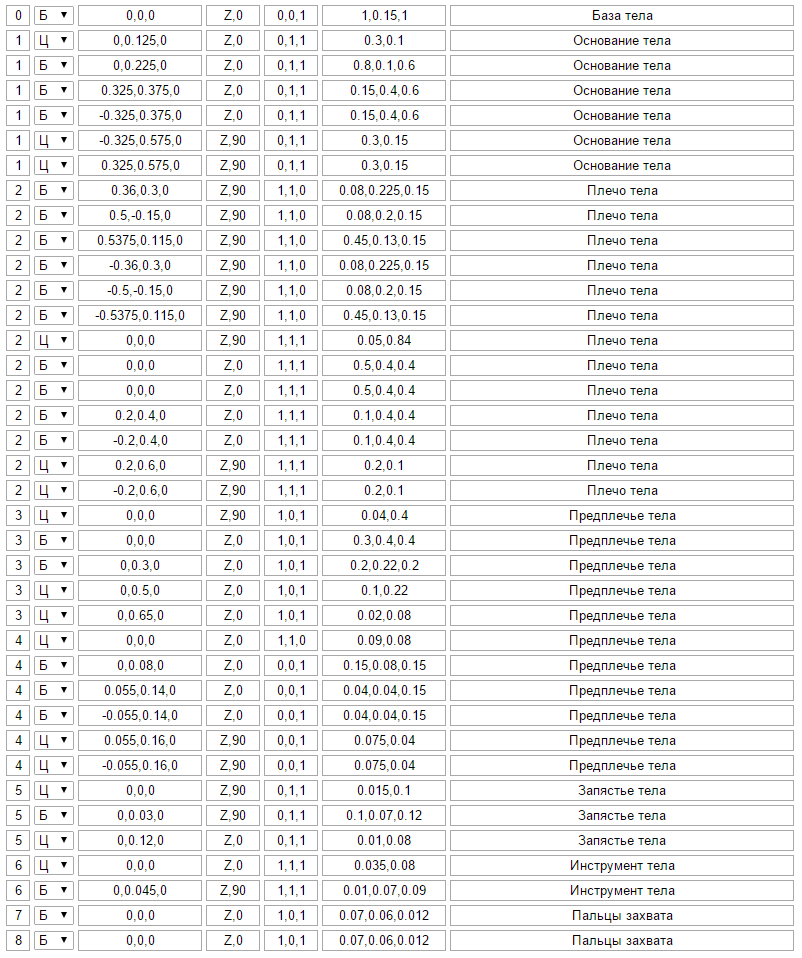 0 Б 0,0,0 Z,0 0,0,1 1,0.15,1 База тела
1 Ц 0,0.125,0 Z,0 0,1,1 0.3,0.1 Основание тела
1 Б 0,0.225,0 Z,0 0,1,1 0.8,0.1,0.6 Основание тела
1 Б 0.325,0.375,0 Z,0 0,1,1 0.15,0.4,0.6 Основание тела
1 Б -0.325,0.375,0 Z,0 0,1,1 0.15,0.4,0.6 Основание тела
1 Ц -0.325,0.575,0 Z,90 0,1,1 0.3,0.15 Основание тела
1 Ц 0.325,0.575,0 Z,90 0,1,1 0.3,0.15 Основание тела
2 Б 0.36,0.3,0 Z,90 1,1,0 0.08,0.225,0.15 Плечо тела
2 Б 0.5,-0.15,0 Z,90 1,1,0 0.08,0.2,0.15 Плечо тела
2 Б 0.5375,0.115,0 Z,90 1,1,0 0.45,0.13,0.15 Плечо тела
2 Б -0.36,0.3,0 Z,90 1,1,0 0.08,0.225,0.15 Плечо тела
2 Б -0.5,-0.15,0 Z,90 1,1,0 0.08,0.2,0.15 Плечо тела
2 Б -0.5375,0.115,0 Z,90 1,1,0 0.45,0.13,0.15 Плечо тела
2 Ц 0,0,0 Z,90 1,1,1 0.05,0.84 Плечо тела
2 Б 0,0,0 Z,0 1,1,1 0.5,0.4,0.4 Плечо тела
2 Б 0,0,0 Z,0 1,1,1 0.5,0.4,0.4 Плечо тела
2 Б 0.2,0.4,0 Z,0 1,1,1 0.1,0.4,0.4 Плечо тела
2 Б -0.2,0.4,0 Z,0 1,1,1 0.1,0.4,0.4 Плечо тела
2 Ц 0.2,0.6,0 Z,90 1,1,1 0.2,0.1 Плечо тела
2 Ц -0.2,0.6,0 Z,90 1,1,1 0.2,0.1 Плечо тела
3 Ц 0,0,0 Z,90 1,0,1 0.04,0.4 Предплечье тела
3 Б 0,0,0 Z,0 1,0,1 0.3,0.4,0.4 Предплечье тела
3 Б 0,0.3,0 Z,0 1,0,1 0.2,0.22,0.2 Предплечье тела
3 Ц 0,0.5,0 Z,0 1,0,1 0.1,0.22 Предплечье тела
3 Ц 0,0.65,0 Z,0 1,0,1 0.02,0.08 Предплечье тела
4 Ц 0,0,0 Z,0 1,1,0 0.09,0.08 Предплечье тела
4 Б 0,0.08,0 Z,0 0,0,1 0.15,0.08,0.15 Предплечье тела
4 Б 0.055,0.14,0 Z,0 0,0,1 0.04,0.04,0.15 Предплечье тела
4 Б -0.055,0.14,0 Z,0 0,0,1 0.04,0.04,0.15 Предплечье тела
4 Ц 0.055,0.16,0 Z,90 0,0,1 0.075,0.04 Предплечье тела
4 Ц -0.055,0.16,0 Z,90 0,0,1 0.075,0.04 Предплечье тела
5 Ц 0,0,0 Z,90 0,1,1 0.015,0.1 Запястье тела
5 Б 0,0.03,0 Z,90 0,1,1 0.1,0.07,0.12 Запястье тела
5 Ц 0,0.12,0 Z,0 0,1,1 0.01,0.08 Запястье тела
6 Ц 0,0,0 Z,0 1,1,1 0.035,0.08 Инструмент тела
6 Б 0,0.045,0 Z,90 1,1,1 0.01,0.07,0.09 Инструмент тела
7 Б 0,0,0 Z,0 1,0,1 0.07,0.06,0.012 Пальцы захвата
8 Б 0,0,0 Z,0 1,0,1 0.07,0.06,0.012 Пальцы захвата